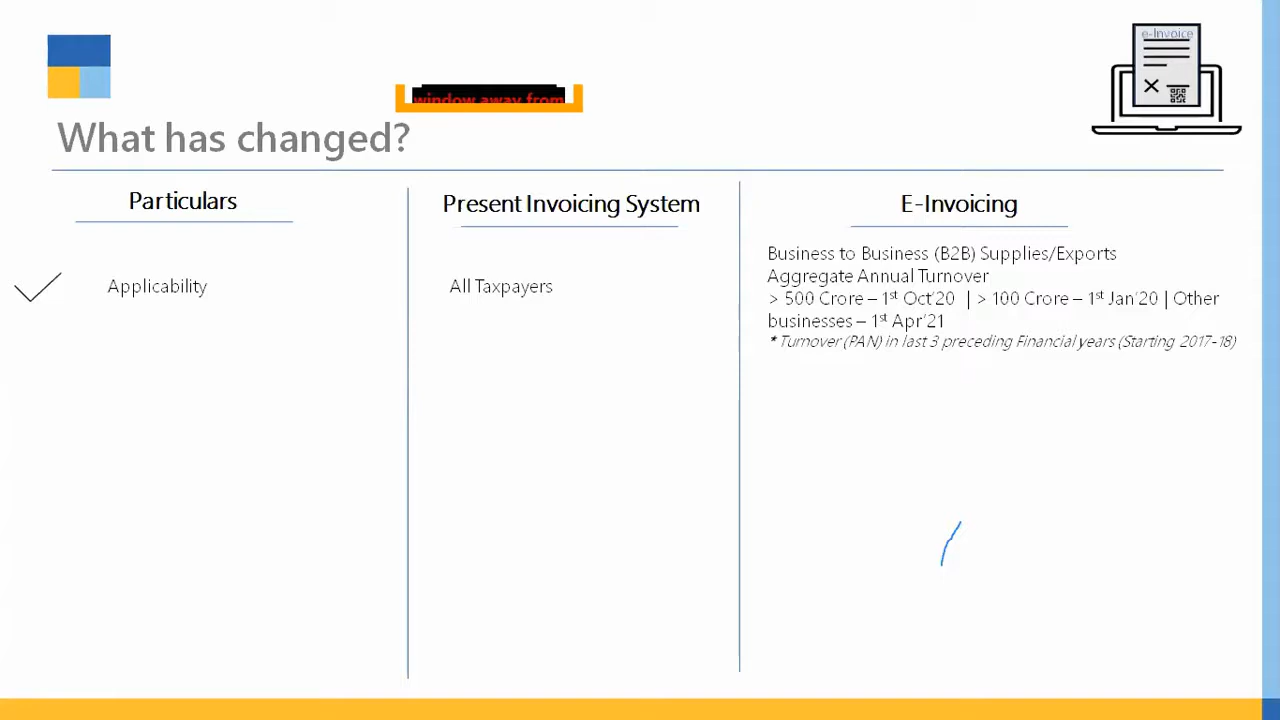 e-Invoice
window away from
What has changed?
Particulars
Present Invoicing System
E-Invoicing
Applicability
All Taxpayers
Business to Business (B2B) Supplies/Exports
Aggregate Annual Turnover
> 500 Crore – 1st Oct'20 | > 100 Crore – 1st Jan'20 | Other
businesses – 1st Apr'21
* Turnover (PAN) in last 3 preceding Financial years (Starting 2017-18)